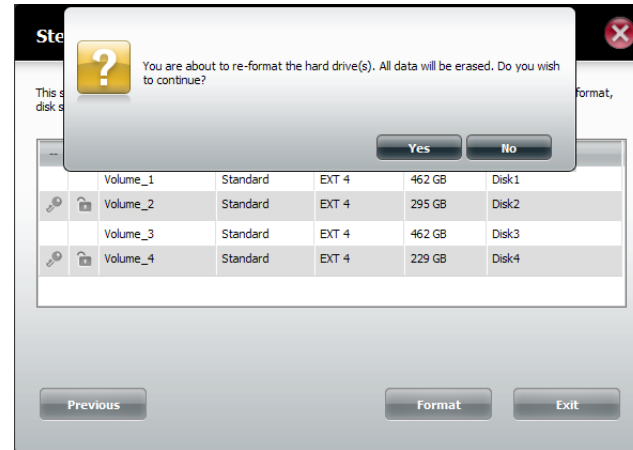 Ste
You are about to re-format the hard drive(s). All data will be erased. Do you wish
to continue?
This s format,
disk s
Yes No
--
Volume_1 Standard EXT 4 462 GB Disk1
Volume_2 Standard EXT 4 295 GB Disk2
Volume_3 Standard EXT 4 462 GB Disk3
Volume_4 Standard EXT 4 229 GB Disk4
Previous Format Exit